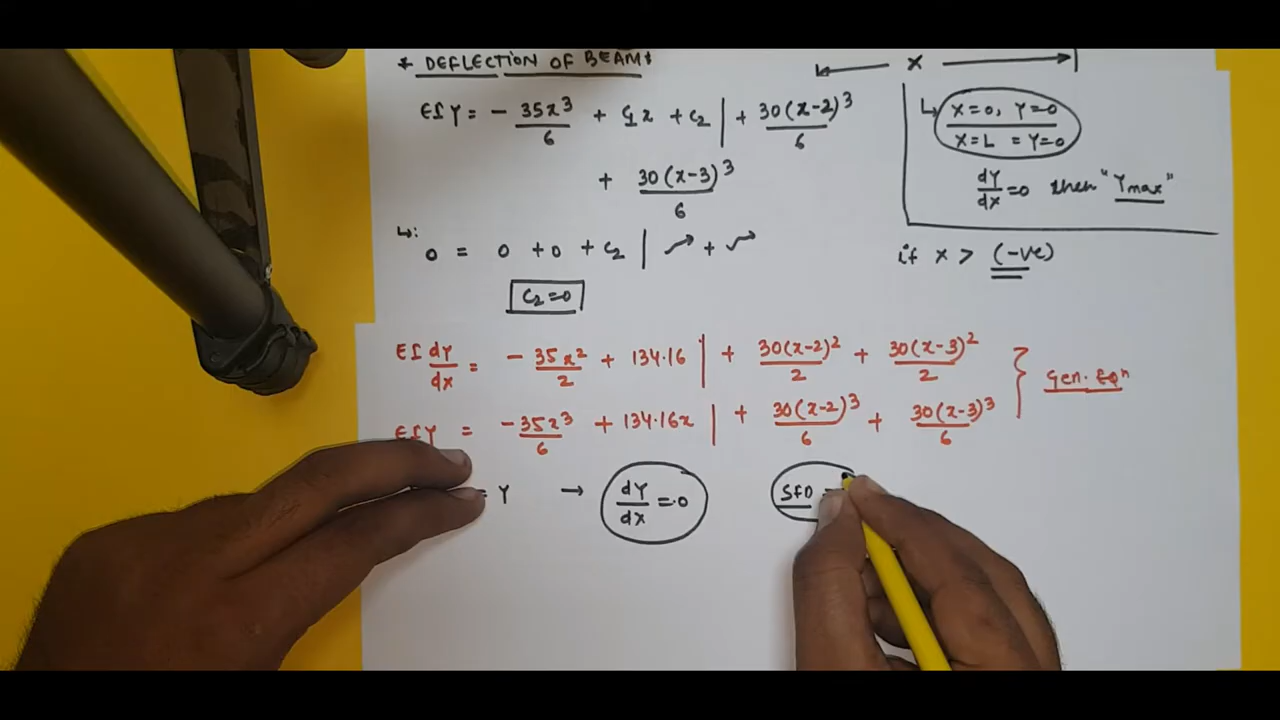 * DEFLECTION OF BEAM *
x
EI Y = - 35x³/6 + C₁x + C₂ | + 30(x-2)³/6
+ 30(x-3)³/6
x=0, Y=0
x=L = Y=0
dY/dx =0 then "Ymax"
0 = 0 +0 + C₂ | +
if x > (-ve)
C₂=0
EI dY/dx = - 35x²/2 + 134.16 | + 30(x-2)²/2 + 30(x-3)²/2
Gen. Eqⁿ
EIY = -35x³/6 + 134.16x | + 30(x-2)³/6 + 30(x-3)³/6
= Y → dY/dx =0
SFD